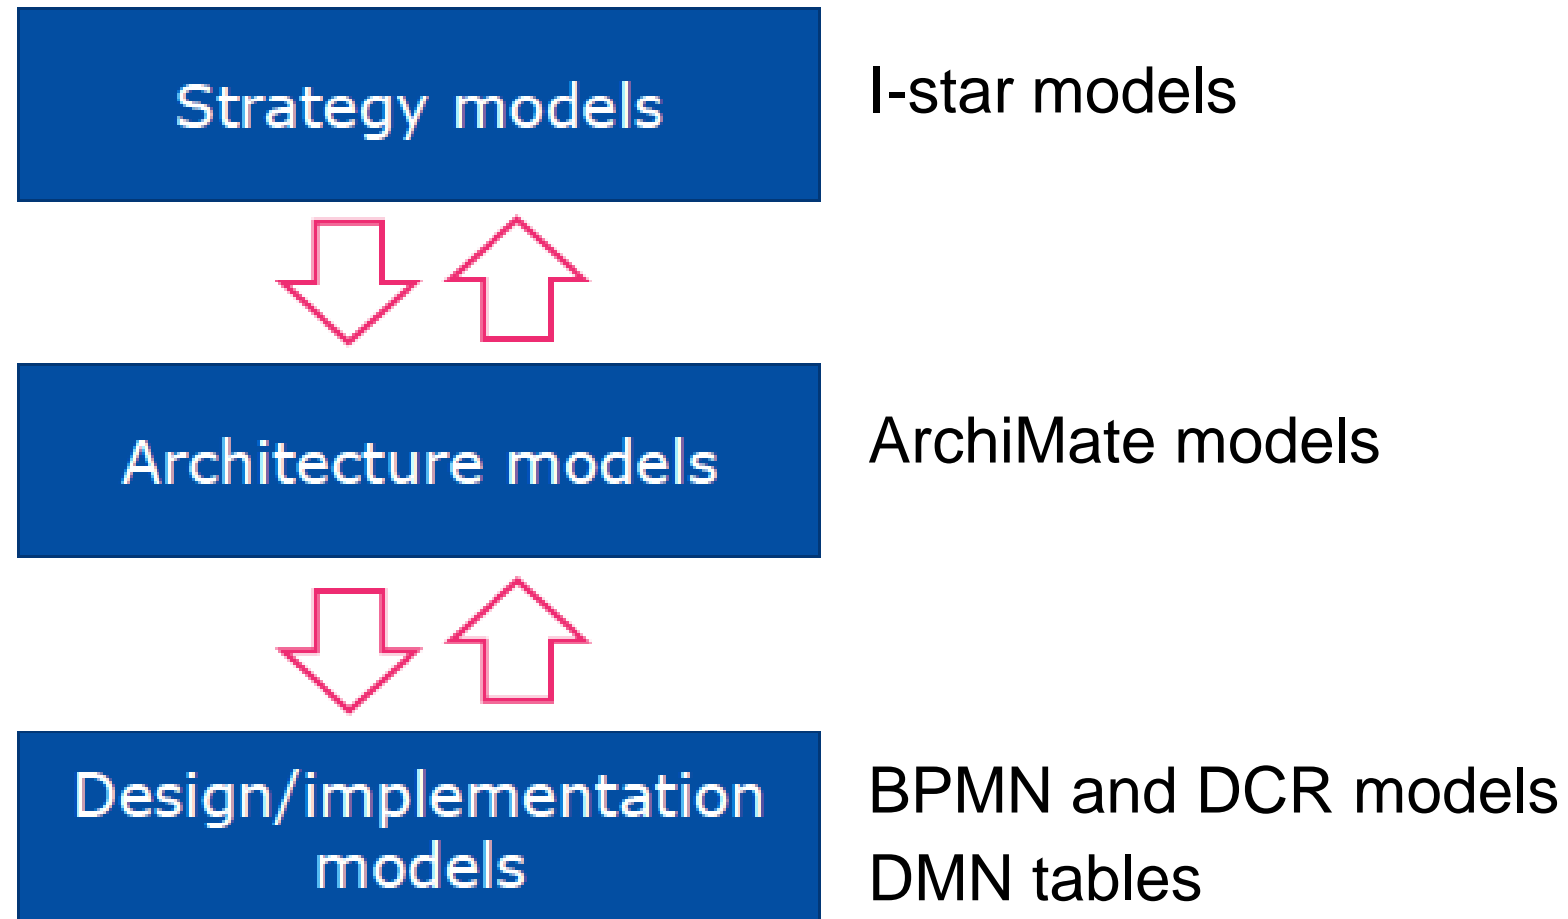 Strategy models
I-star models
Architecture models
ArchiMate models
Design/implementation
models
BPMN and DCR models
DMN tables